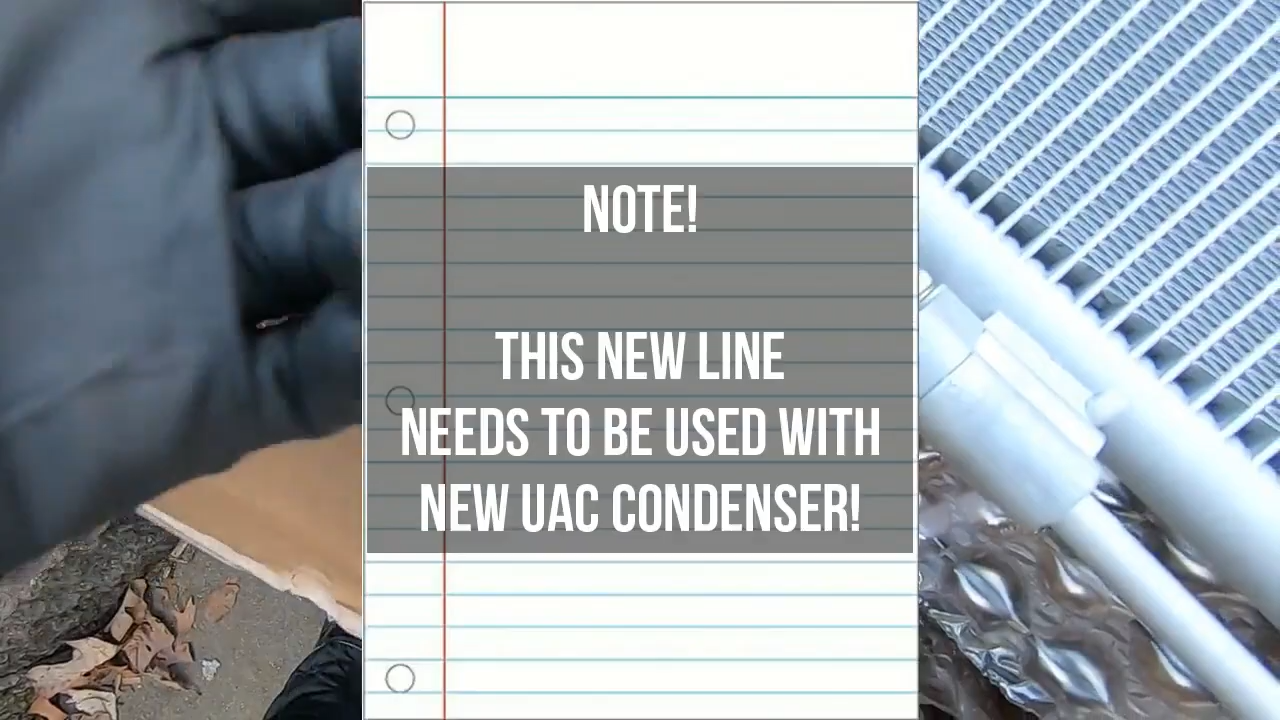 NOTE!
THIS NEW LINE
NEEDS TO BE USED WITH
NEW UAC CONDENSER!